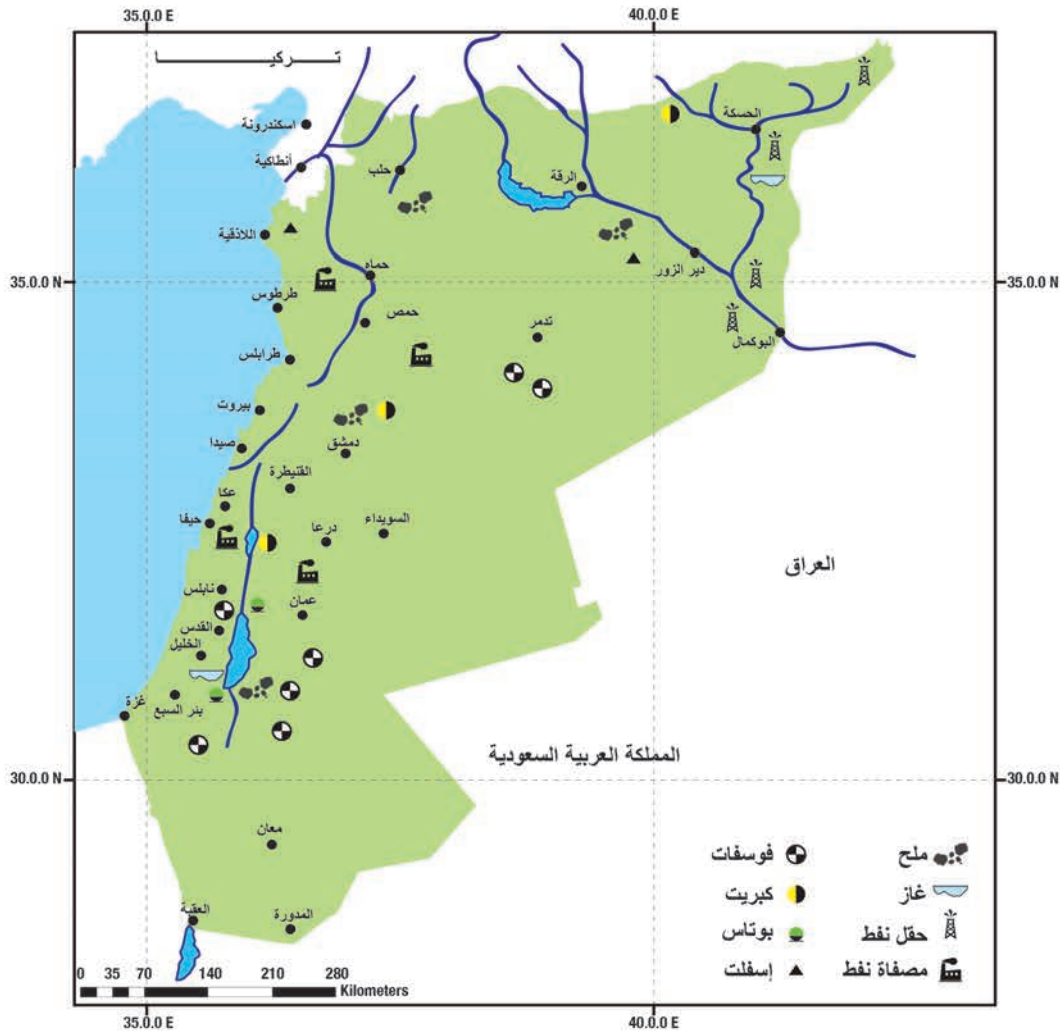 35.0.0 E
40.0.0 E
تـــركـيـــــا
اسكندرونة
أنطاكية
حلب
الحسكة
الرقة
اللاذقية
35.0.0 N
35.0.0 N
حماه
دير الزور
طرطوس
حمص
تدمر
البوكمال
طرابلس
بيروت
صيدا
دمشق
القنيطرة
عكا
حيفا
درعا
السويداء
العراق
نابلس
عمان
القدس
الخليل
بئر السبع
غزة
المملكة العربية السعودية
30.0.0 N
30.0.0 N
معان
العقبة
المدورة
ملح
فوسفات
غاز
كبريت
حقل نفط
بوتاس
مصفاة نفط
إسفلت
0 35 70 140 210 280
Kilometers
35.0.0 E
40.0.0 E